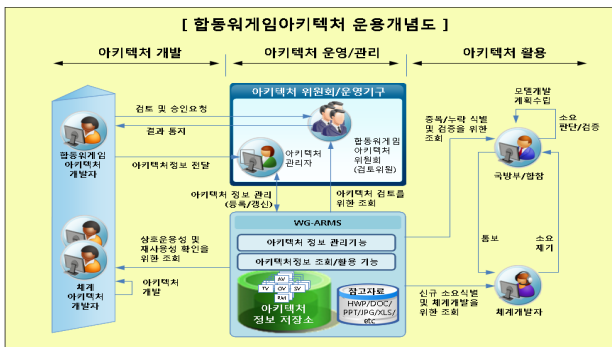 [ 합동워게임아키텍처 운용개념도 ]
아키텍처 개발
아키텍처 운영/관리
아키텍처 활용
아키텍처 위원회/운영기구
검토 및 승인요청
결과 통지
합동워게임
아키텍처
개발자
아키텍처정보 전달
아키텍처
관리자
합동워게임
아키텍처
위원회
(검토위원)
중복/누락 식별
및 검증을 위한
조회
모델개발
계획수립
소요
판단/검증
국방부/합참
아키텍처 정보 관리
(등록/갱신)
아키텍처 검토를
위한 조회
WG-ARMS
아키텍처 정보 관리기능
아키텍처정보 조회/활용 기능
상호운용성 및
재사용성 확인을
위한 조회
체계
아키텍처
개발자
아키텍처
개발
AV
TV
OV
SV
RM
아키텍처
정보 저장소
참고자료
HWP/DOC/
PPT/JPG/XLS/
etc
통보
소요
제기
신규 소요식별
및 체계개발을
위한 조회
체계개발자